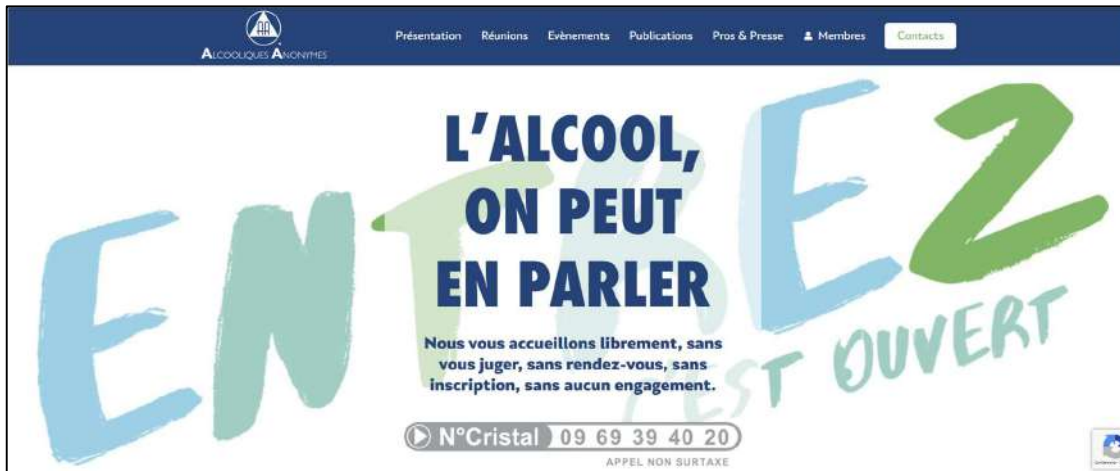 AA
ALCOOLIQUES ANONYMES
Présentation Réunions Evènements Publications Pros & Presse Membres Contacts
ENTREZ
C'EST OUVERT
L'ALCOOL,
ON PEUT
EN PARLER
Nous vous accueillons librement, sans
vous juger, sans rendez-vous, sans
inscription, sans aucun engagement.
N°Cristal 09 69 39 40 20
APPEL NON SURTAXE